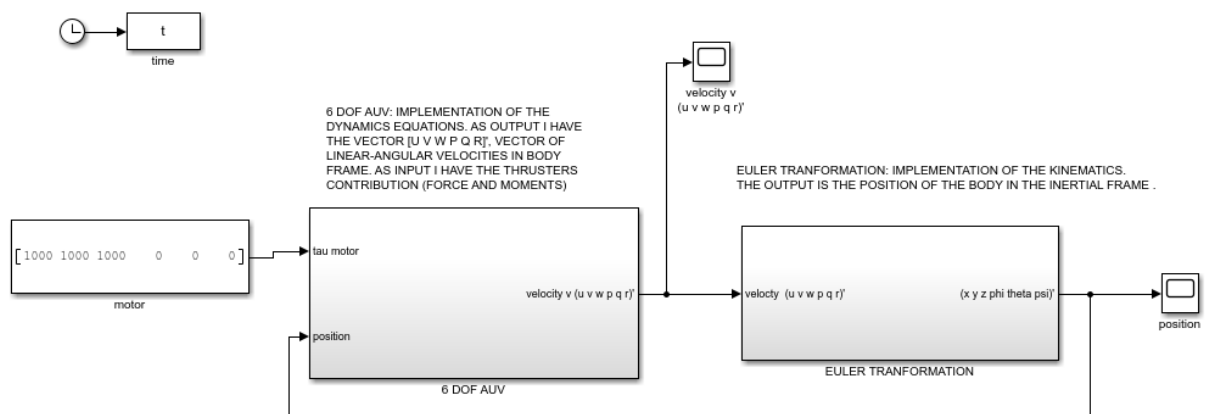 t
time
velocity v
(u v w p q r)'
6 DOF AUV: IMPLEMENTATION OF THE
DYNAMICS EQUATIONS. AS OUTPUT I HAVE
THE VECTOR [U V W P Q R]', VECTOR OF
LINEAR-ANGULAR VELOCITIES IN BODY
FRAME. AS INPUT I HAVE THE THRUSTERS
CONTRIBUTION (FORCE AND MOMENTS)
EULER TRANFORMATION: IMPLEMENTATION OF THE KINEMATICS.
THE OUTPUT IS THE POSITION OF THE BODY IN THE INERTIAL FRAME .
[1000 1000 1000 0 0 0]
motor
tau motor
velocity v (u v w p q r)'
position
6 DOF AUV
velocty (u v w p q r)'
(x y z phi theta psi)'
EULER TRANFORMATION
position